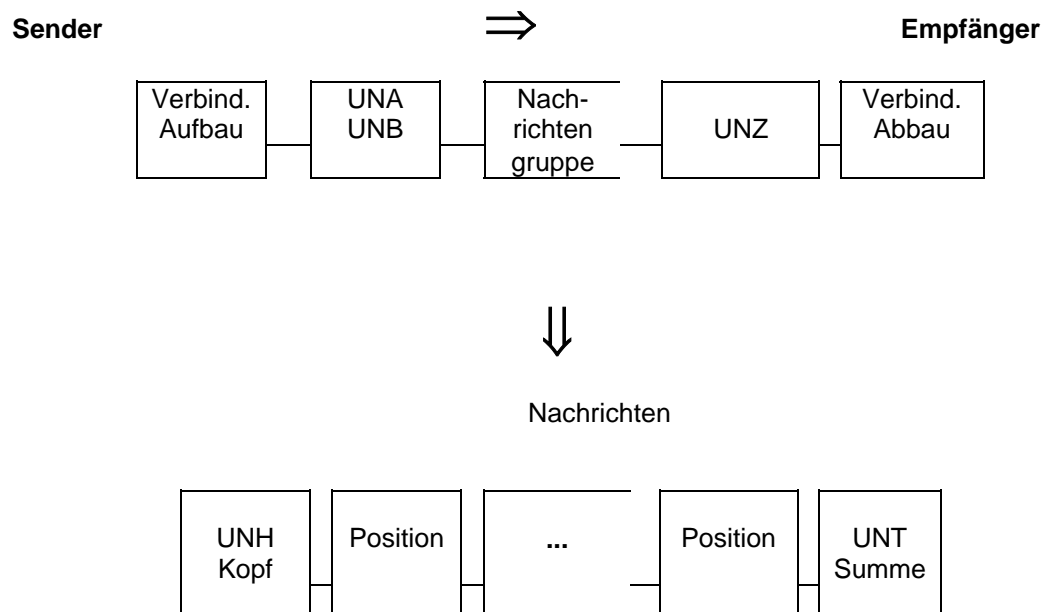 Sender ⇒ Empfänger
Verbind.
Aufbau
UNA
UNB
Nach-
richten
gruppe
UNZ
Verbind.
Abbau
⇓
Nachrichten
UNH
Kopf
Position
...
Position
UNT
Summe